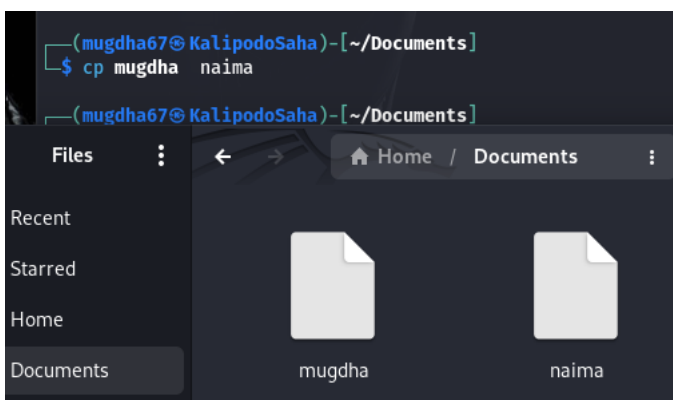 ┌──(mugdha67㉿KalipodoSaha)-[~/Documents]
└─$ cp mugdha  naima
┌──(mugdha67㉿KalipodoSaha)-[~/Documents]
Files
Home / Documents
Recent
Starred
Home
Documents
mugdha
naima